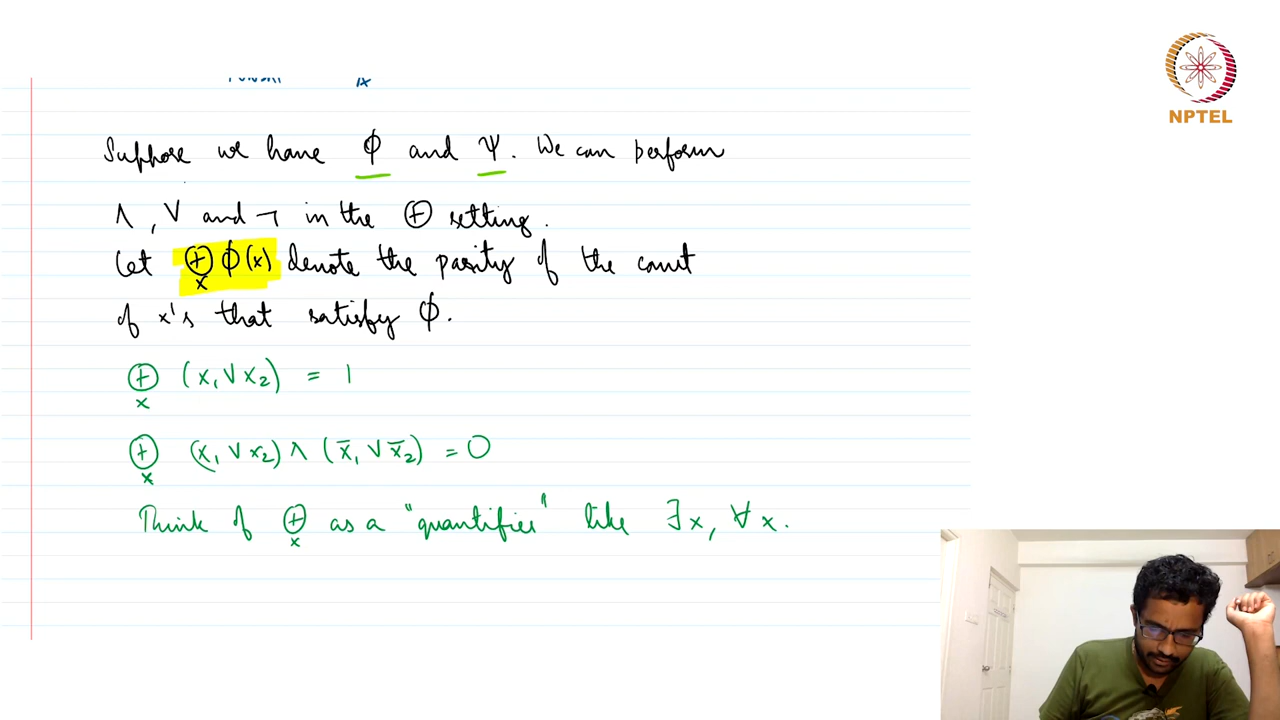 Suppose we have ϕ and ψ. We can perform
∧, ∨ and ¬ in the ⊕ setting.
Let ⊕ ϕ(x) denote the parity of the count
x
of x's that satisfy ϕ.
⊕ (x₁ ∨ x₂) = 1
x
⊕ (x₁ ∨ x₂) ∧ (x̄₁ ∨ x̄₂) = 0
x
Think of ⊕ as a "quantifier" like ∃x, ∀x.
x
NPTEL